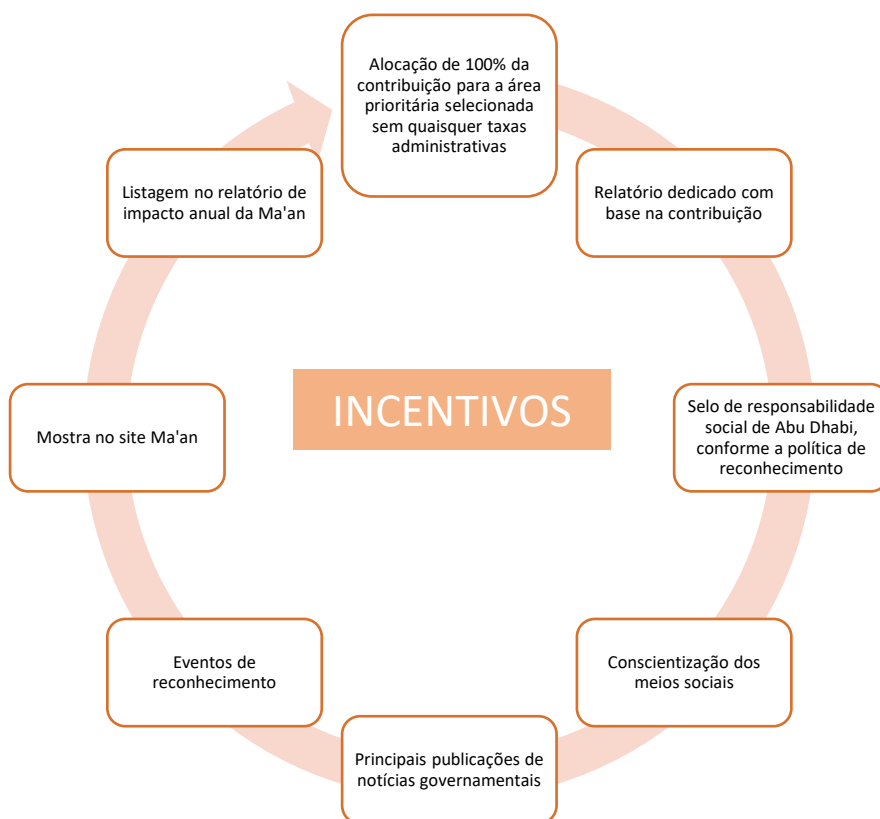 Alocação de 100% da
contribuição para a área
prioritária selecionada
sem quaisquer taxas
administrativas
Relatório dedicado com
base na contribuição
Selo de responsabilidade
social de Abu Dhabi,
conforme a política de
reconhecimento
Conscientização dos
meios sociais
Principais publicações de
notícias governamentais
Eventos de
reconhecimento
Mostra no site Ma'an
Listagem no relatório de
impacto anual da Ma'an
INCENTIVOS